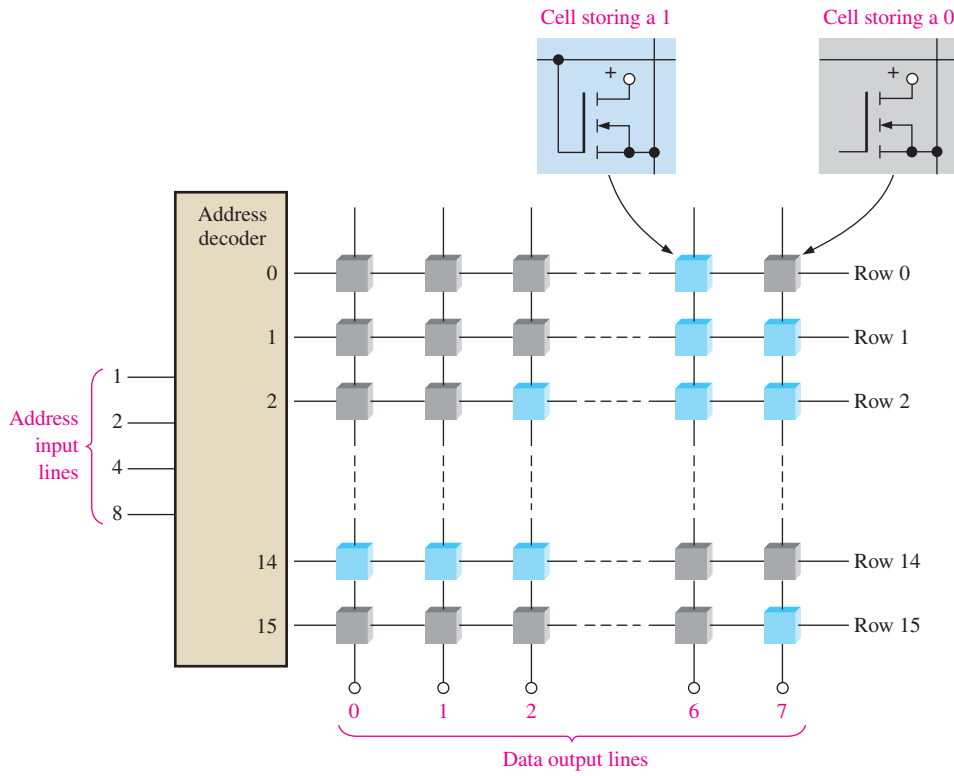 Cell storing a 1
Cell storing a 0
+
+
Address
decoder
0
Row 0
1
Row 1
2
Row 2
Address
input
lines
1
2
4
8
14
Row 14
15
Row 15
0
1
2
6
7
Data output lines